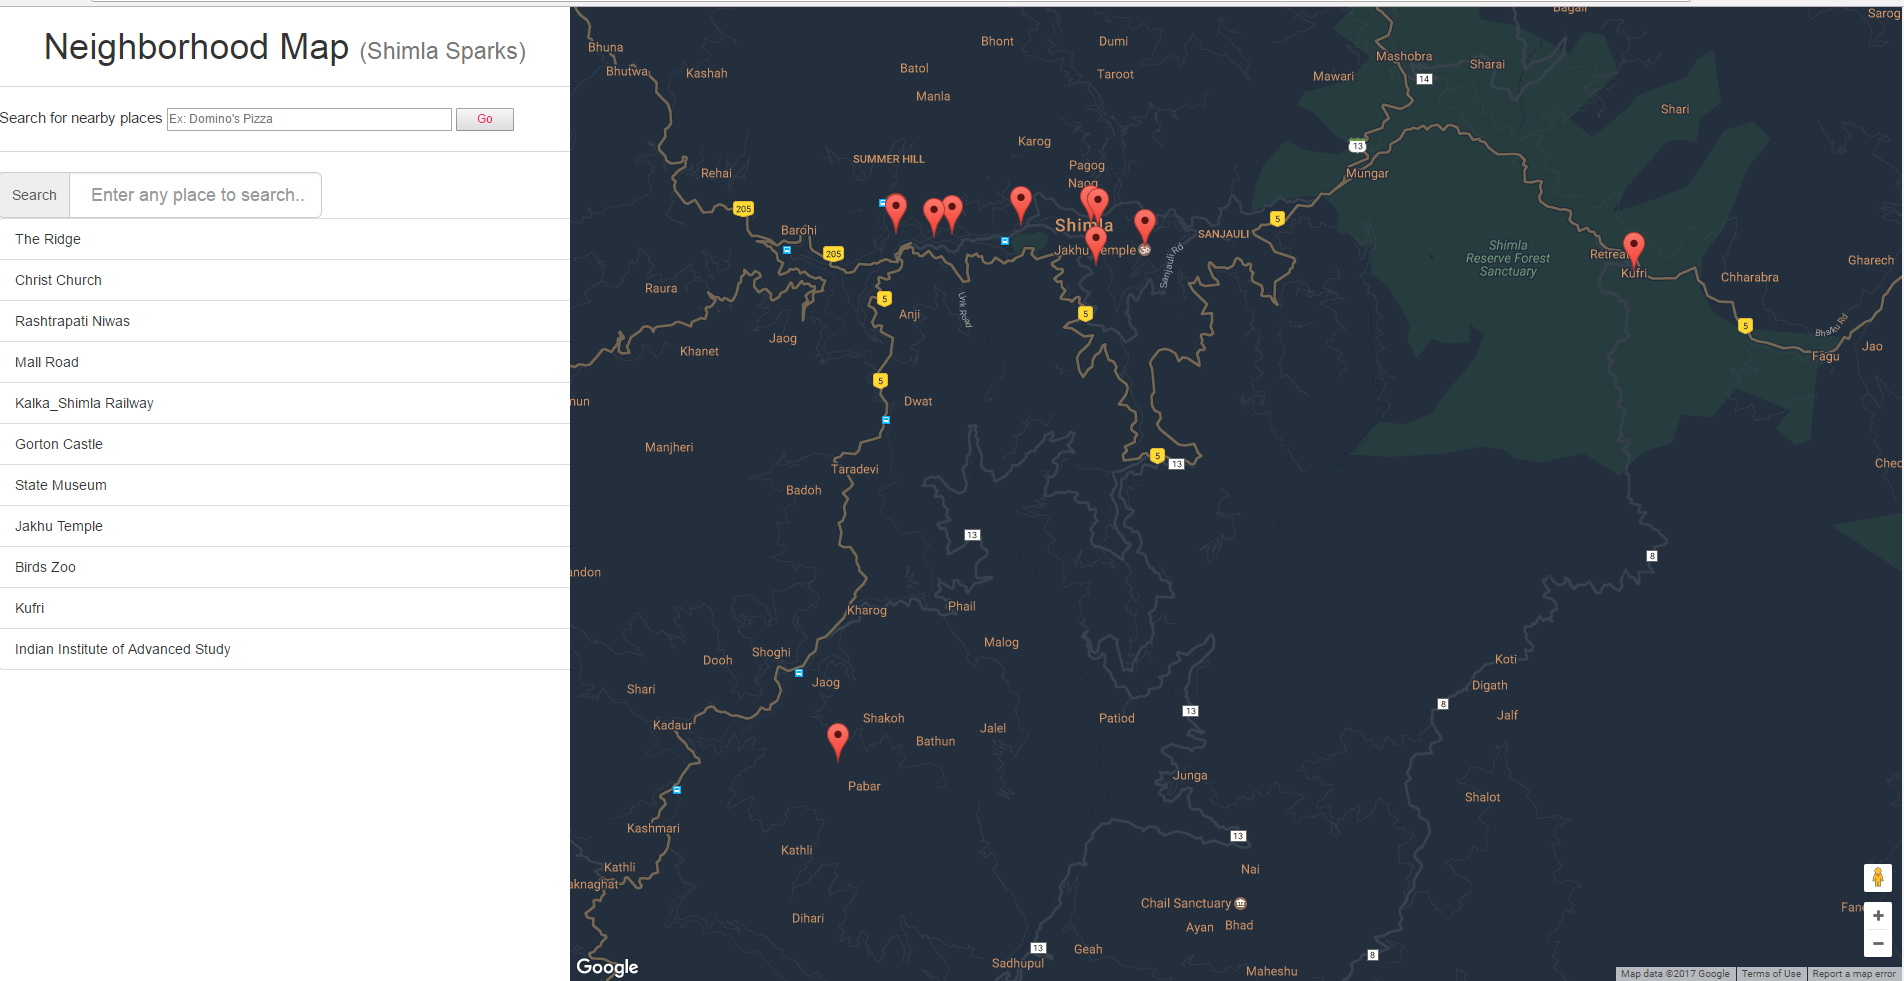 Neighborhood Map (Shimla Sparks)
Search for nearby places
Ex: Domino's Pizza
Go
Search
Enter any place to search..
The Ridge
Christ Church
Rashtrapati Niwas
Mall Road
Kalka_Shimla Railway
Gorton Castle
State Museum
Jakhu Temple
Birds Zoo
Kufri
Indian Institute of Advanced Study
Sarog
Bhuna
Bhont
Dumi
Bhutwa
Kashah
Batol
Taroot
Mawari
Mashobra
Sharai
14
Manla
Shari
Karog
13
SUMMER HILL
Pagog
Rehai
Naog
Mungar
205
5
Shimla
Barohi
SANJAULI
205
Jakhu Temple
Sanjauli Rd
Shimla
Reserve Forest
Sanctuary
Retreat
Kufri
Gharech
Chharabra
Raura
5
Anji
Link Road
5
5
Bhalku Rd
Jaog
Khanet
Fagu
Jao
5
Dwat
Manjheri
5
13
Taradevi
Badoh
13
8
Kharog
Phail
Malog
Shoghi
Dooh
Koti
Jaog
Digath
Shari
8
13
Jalf
Kadaur
Shakoh
Jalel
Patiod
Bathun
Junga
Pabar
Shalot
Kashmari
13
Kathli
Kathli
Nai
Chail Sanctuary
Dihari
Ayan
Bhad
13
Geah
8
Sadhupul
Maheshu
Google
+
−
Map data ©2017 Google
Terms of Use
Report a map error